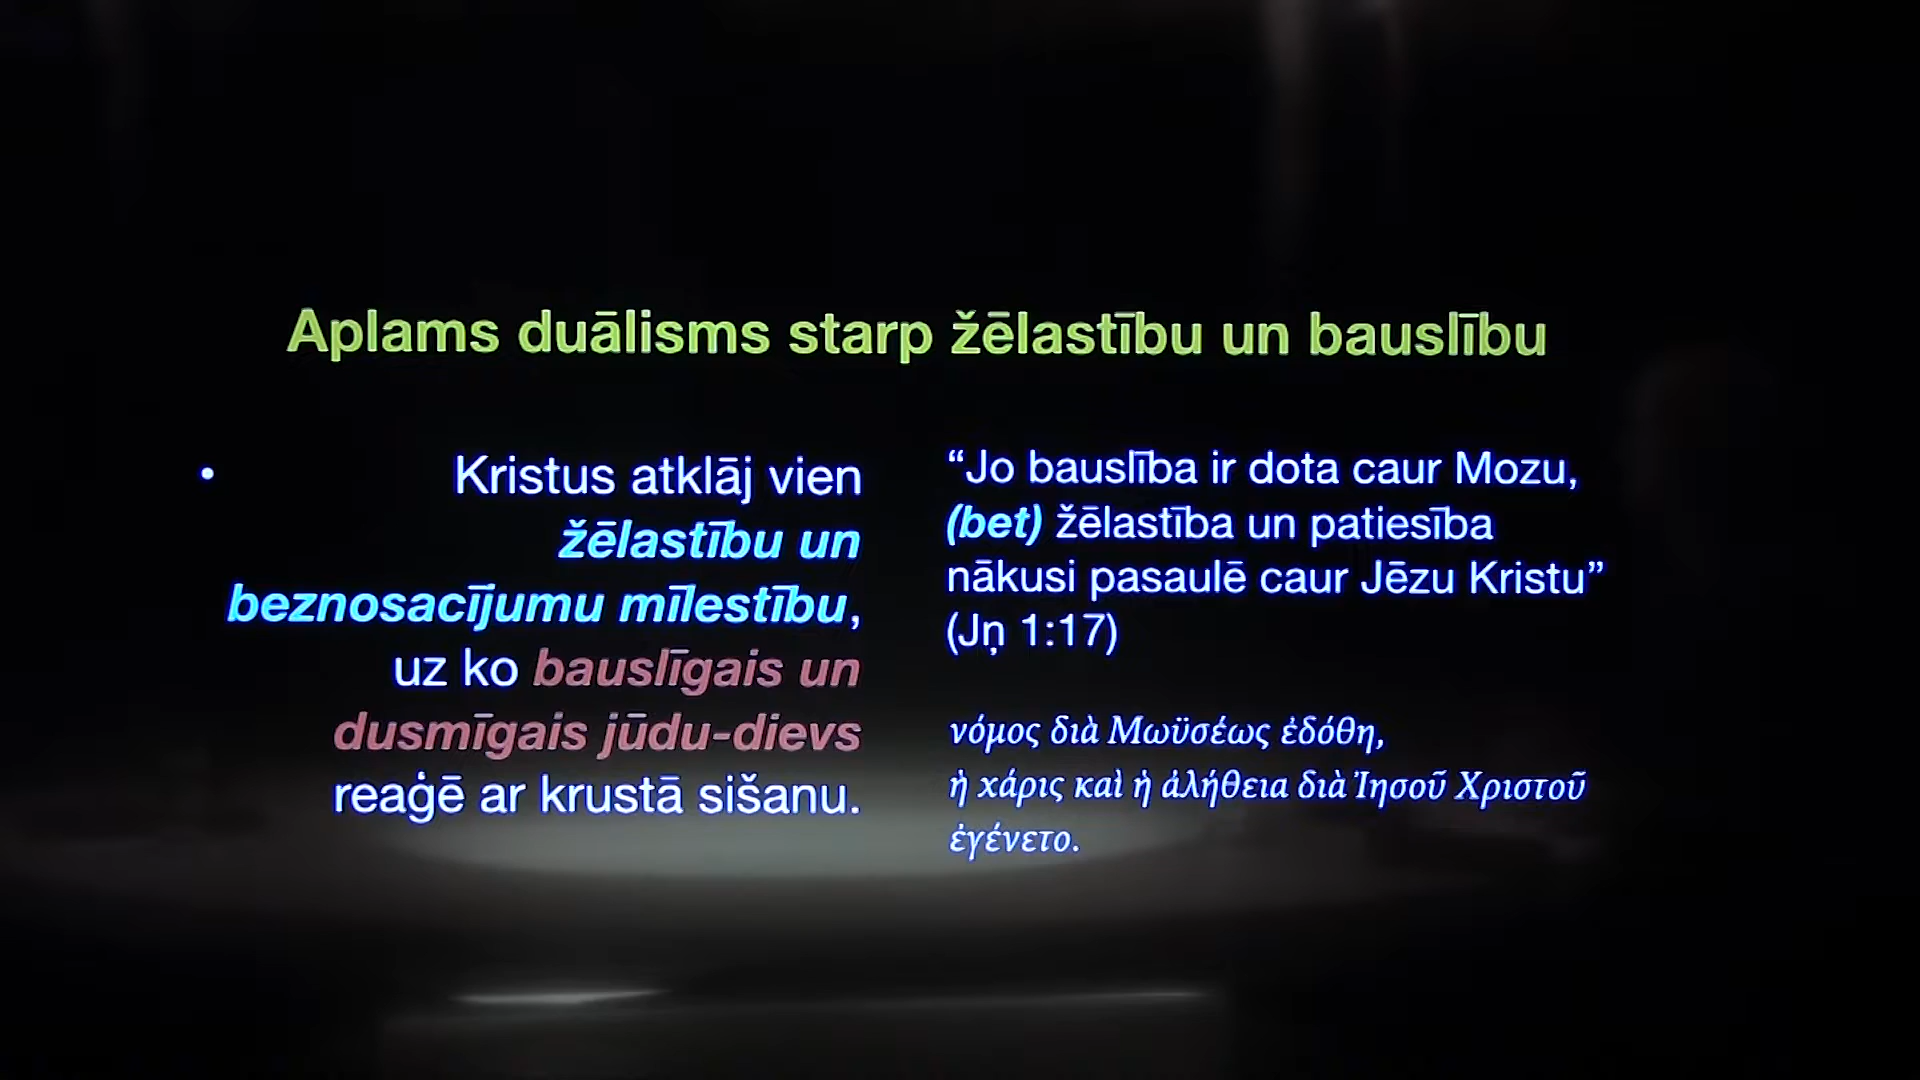 Aplams duālisms starp žēlastību un bauslību
• Kristus atklāj vien
žēlastību un
beznosacījumu mīlestību,
uz ko bauslīgais un
dusmīgais jūdu-dievs
reaģē ar krustā sišanu.
“Jo bauslība ir dota caur Mozu,
(bet) žēlastība un patiesība
nākusi pasaulē caur Jēzu Kristu”
(Jņ 1:17)
νόμος διὰ Μωϋσέως ἐδόθη,
ἡ χάρις καὶ ἡ ἀλήθεια διὰ Ἰησοῦ Χριστοῦ
ἐγένετο.